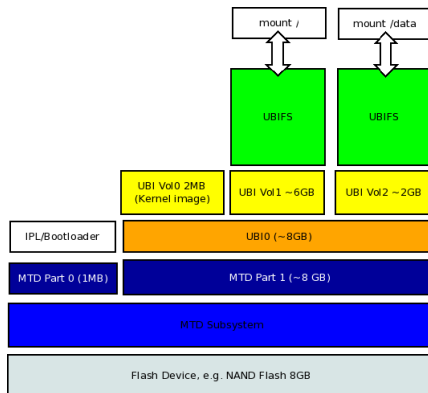 mount /
mount /data
UBIFS
UBIFS
UBI Vol0 2MB
(Kernel image)
UBI Vol1 ~6GB
UBI Vol2 ~2GB
IPL/Bootloader
UBI0 (~8GB)
MTD Part 0 (1MB)
MTD Part 1 (~8 GB)
MTD Subsystem
Flash Device, e.g. NAND Flash 8GB